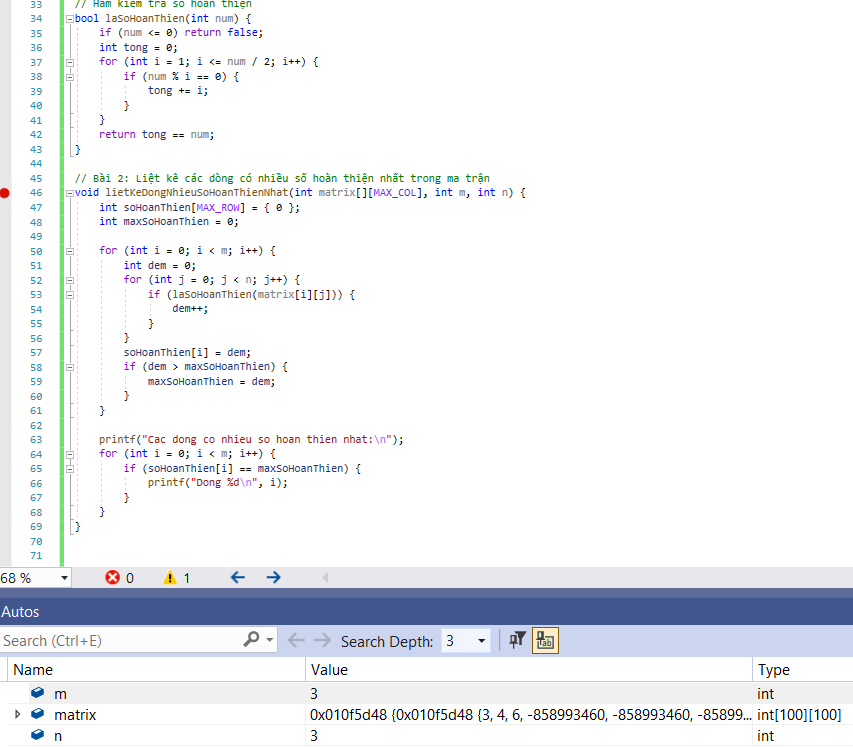 33 // Hàm kiểm tra số hoàn thiện
34 bool laSoHoanThien(int num) {
35 if (num <= 0) return false;
36 int tong = 0;
37 for (int i = 1; i <= num / 2; i++) {
38 if (num % i == 0) {
39 tong += i;
40 }
41 }
42 return tong == num;
43 }
44
45 // Bài 2: Liệt kê các dòng có nhiều số hoàn thiện nhất trong ma trận
46 void lietKeDongNhieuSoHoanThienNhat(int matrix[][MAX_COL], int m, int n) {
47 int soHoanThien[MAX_ROW] = { 0 };
48 int maxSoHoanThien = 0;
49
50 for (int i = 0; i < m; i++) {
51 int dem = 0;
52 for (int j = 0; j < n; j++) {
53 if (laSoHoanThien(matrix[i][j])) {
54 dem++;
55 }
56 }
57 soHoanThien[i] = dem;
58 if (dem > maxSoHoanThien) {
59 maxSoHoanThien = dem;
60 }
61 }
62
63 printf("Cac dong co nhieu so hoan thien nhat:\n");
64 for (int i = 0; i < m; i++) {
65 if (soHoanThien[i] == maxSoHoanThien) {
66 printf("Dong %d\n", i);
67 }
68 }
69 }
70
71
68 % 0 1
Autos
Search (Ctrl+E) Search Depth: 3
Name Value Type
m 3 int
matrix 0x010f5d48 {0x010f5d48 {3, 4, 6, -858993460, -858993460, -85899... int[100][100]
n 3 int